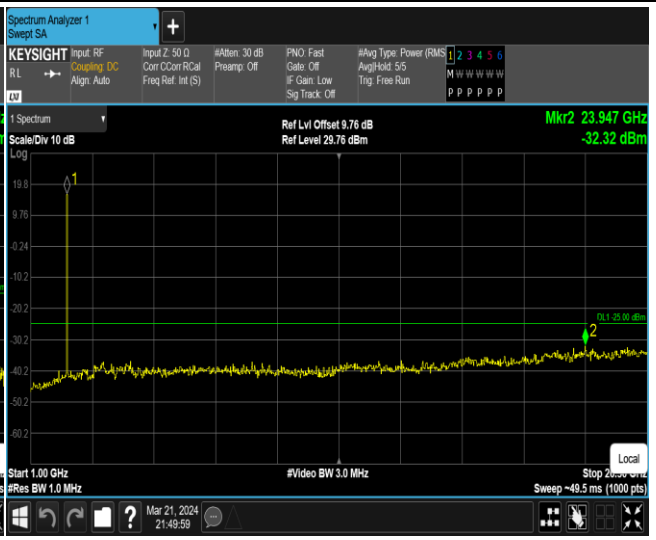 Spectrum Analyzer 1
Swept SA
+
KEYSIGHT
RL
LXI
Input: RF
Coupling: DC
Align: Auto
Input Z: 50 Ω
Corr CCorr RCal
Freq Ref: Int (S)
#Atten: 30 dB
Preamp: Off
PNO: Fast
Gate: Off
IF Gain: Low
Sig Track: Off
#Avg Type: Power (RMS
Avg|Hold: 5/5
Trig: Free Run
1 2 3 4 5 6
M W W W W W
P P P P P P
1 Spectrum
Scale/Div 10 dB
Log
Ref Lvl Offset 9.76 dB
Ref Level 29.76 dBm
Mkr2 23.947 GHz
-32.32 dBm
1
19.8
9.76
-0.24
-10.2
-20.2
DL1 -25.00 dBm
2
-30.2
-40.2
-50.2
-60.2
Local
Start 1.00 GHz
#Video BW 3.0 MHz
Stop
#Res BW 1.0 MHz
Sweep ~49.5 ms (1000 pts)
?
Mar 21, 2024
21:49:59